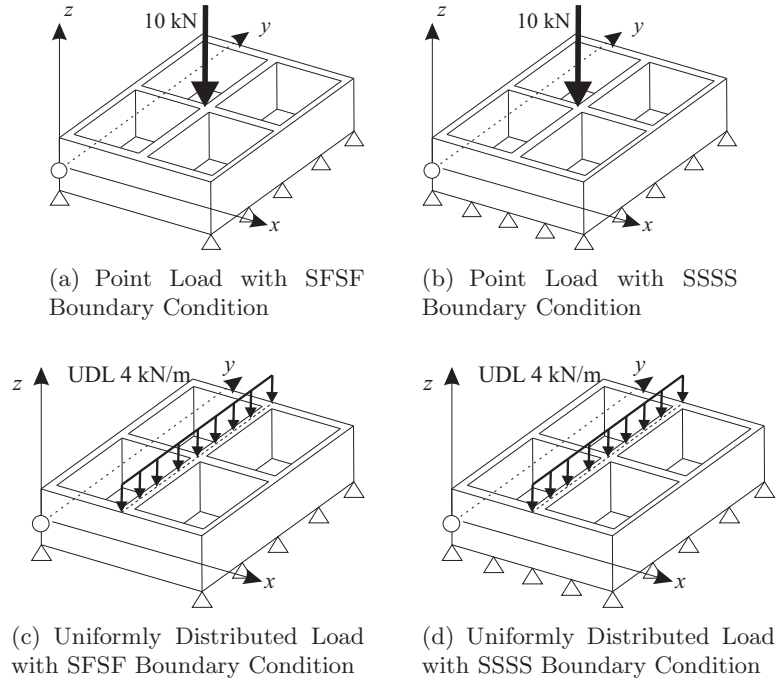 z
10 kN
y
x
z
10 kN
y
x
(a) Point Load with SFSF
Boundary Condition
(b) Point Load with SSSS
Boundary Condition
z
UDL 4 kN/m
y
x
z
UDL 4 kN/m
y
x
(c) Uniformly Distributed Load
with SFSF Boundary Condition
(d) Uniformly Distributed Load
with SSSS Boundary Condition